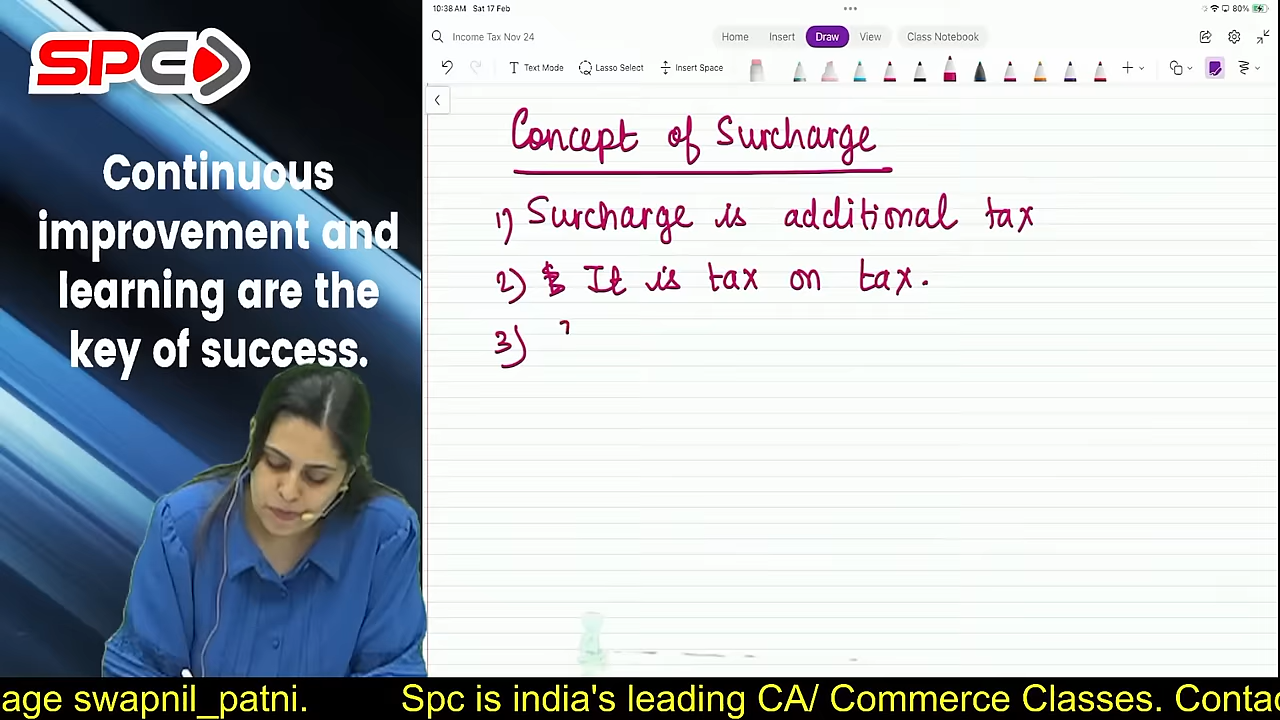 SPC
Continuous
improvement and
learning are the
key of success.
10:38 AM Sat 17 Feb
80%
Income Tax Nov 24
Home Insert Draw View Class Notebook
Text Mode Lasso Select Insert Space
Concept of Surcharge
1) Surcharge is additional tax
2) It is tax on tax.
3)
age swapnil_patni. Spc is india's leading CA/ Commerce Classes. Contac